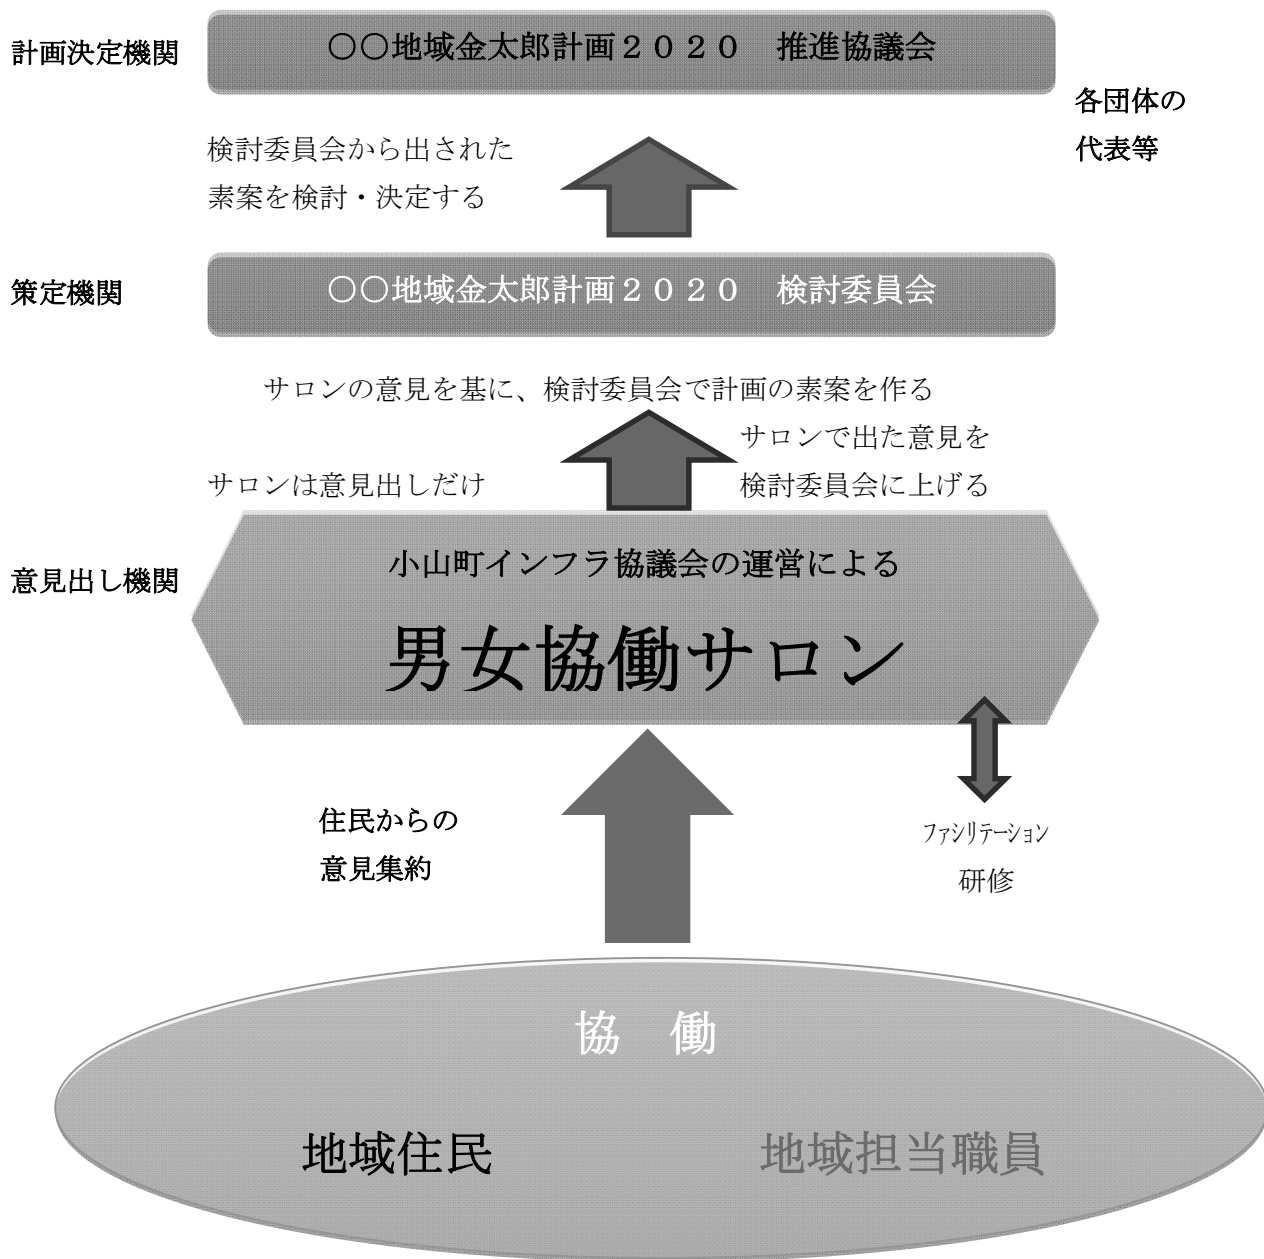 計画決定機関
○○地域金太郎計画２０２０　推進協議会
各団体の
代表等
検討委員会から出された
素案を検討・決定する
策定機関
○○地域金太郎計画２０２０　検討委員会
サロンの意見を基に、検討委員会で計画の素案を作る
サロンは意見出しだけ
サロンで出た意見を
検討委員会に上げる
意見出し機関
小山町インフラ協議会の運営による
男女協働サロン
住民からの
意見集約
ﾌｧｼﾘﾃｰｼｮﾝ
研修
協　働
地域住民
地域担当職員